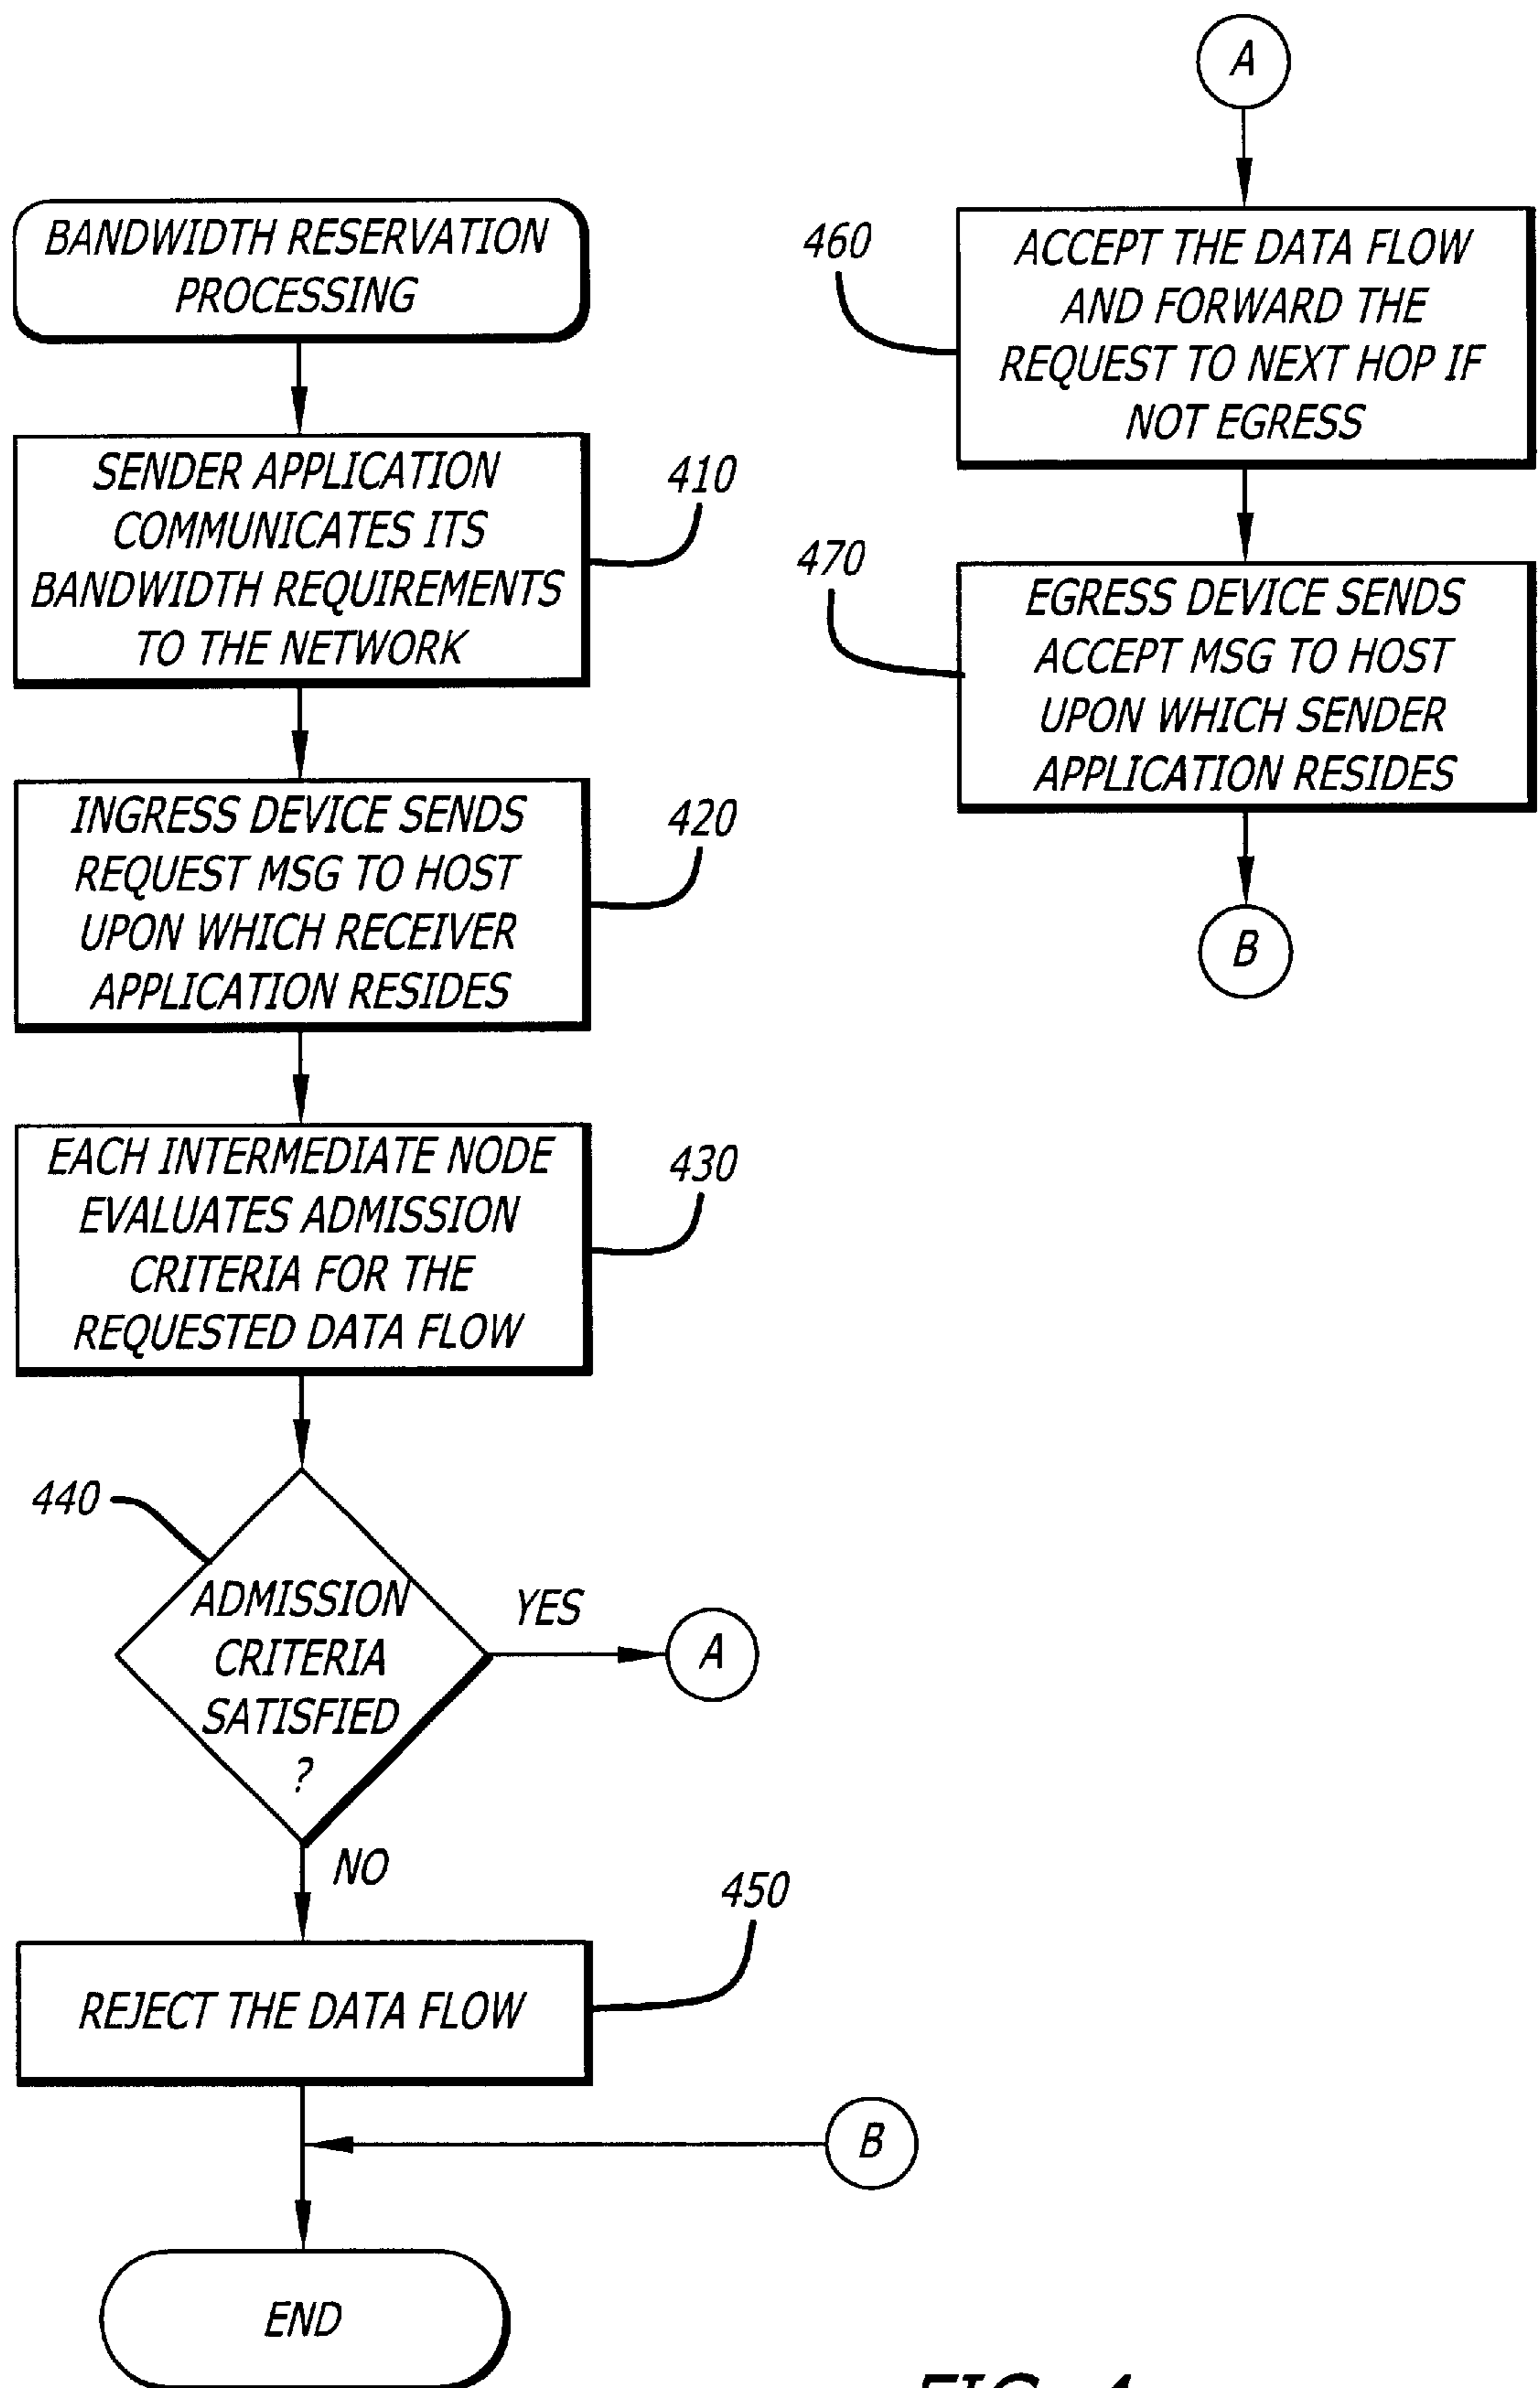 BANDWIDTH RESERVATION
PROCESSING
SENDER APPLICATION
COMMUNICATES ITS
BANDWIDTH REQUIREMENTS
TO THE NETWORK
410
INGRESS DEVICE SENDS
REQUEST MSG TO HOST
UPON WHICH RECEIVER
APPLICATION RESIDES
420
EACH INTERMEDIATE NODE
EVALUATES ADMISSION
CRITERIA FOR THE
REQUESTED DATA FLOW
430
440
ADMISSION
CRITERIA
SATISFIED
?
YES
A
NO
450
REJECT THE DATA FLOW
B
END
A
460
ACCEPT THE DATA FLOW
AND FORWARD THE
REQUEST TO NEXT HOP IF
NOT EGRESS
470
EGRESS DEVICE SENDS
ACCEPT MSG TO HOST
UPON WHICH SENDER
APPLICATION RESIDES
B